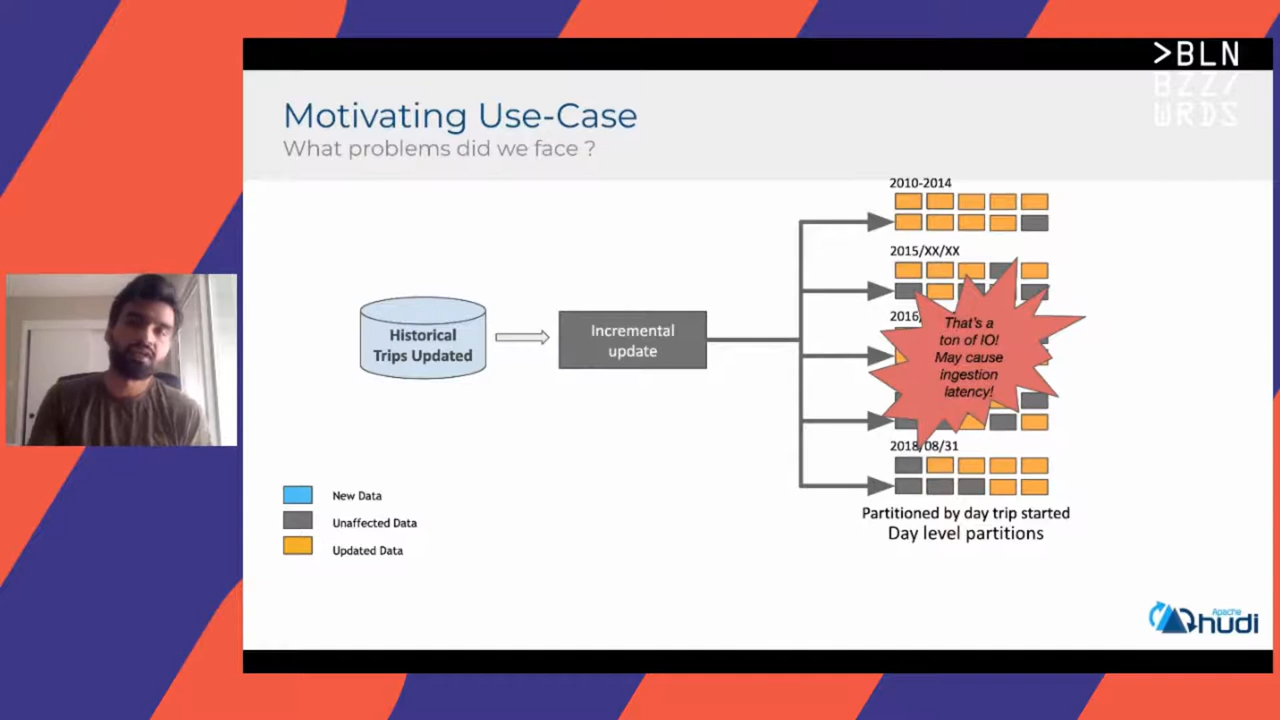 >BLN
BZZ/
WRDS
Motivating Use-Case
What problems did we face ?
2010-2014
2015/XX/XX
2016/
That's a
ton of IO!
May cause
ingestion
latency!
Historical
Trips Updated
Incremental
update
2018/08/31
New Data
Unaffected Data
Updated Data
Partitioned by day trip started
Day level partitions
Apache
hudi